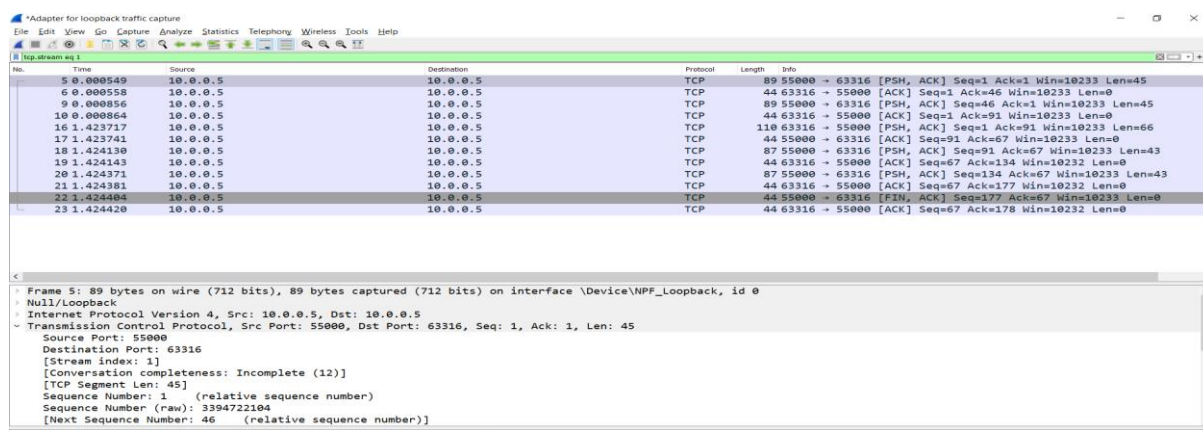 *Adapter for loopback traffic capture
File Edit View Go Capture Analyze Statistics Telephony Wireless Tools Help
tcp.stream eq 1
No. Time Source Destination Protocol Length Info
5 0.000549 10.0.0.5 10.0.0.5 TCP 89 55000 → 63316 [PSH, ACK] Seq=1 Ack=1 Win=10233 Len=45
6 0.000558 10.0.0.5 10.0.0.5 TCP 44 63316 → 55000 [ACK] Seq=1 Ack=46 Win=10233 Len=0
9 0.000856 10.0.0.5 10.0.0.5 TCP 89 55000 → 63316 [PSH, ACK] Seq=46 Ack=1 Win=10233 Len=45
10 0.000864 10.0.0.5 10.0.0.5 TCP 44 63316 → 55000 [ACK] Seq=1 Ack=91 Win=10233 Len=0
16 1.423717 10.0.0.5 10.0.0.5 TCP 110 63316 → 55000 [PSH, ACK] Seq=1 Ack=91 Win=10233 Len=66
17 1.423741 10.0.0.5 10.0.0.5 TCP 44 55000 → 63316 [ACK] Seq=91 Ack=67 Win=10233 Len=0
18 1.424130 10.0.0.5 10.0.0.5 TCP 87 55000 → 63316 [PSH, ACK] Seq=91 Ack=67 Win=10233 Len=43
19 1.424143 10.0.0.5 10.0.0.5 TCP 44 63316 → 55000 [ACK] Seq=67 Ack=134 Win=10232 Len=0
20 1.424371 10.0.0.5 10.0.0.5 TCP 87 55000 → 63316 [PSH, ACK] Seq=134 Ack=67 Win=10233 Len=43
21 1.424381 10.0.0.5 10.0.0.5 TCP 44 63316 → 55000 [ACK] Seq=67 Ack=177 Win=10232 Len=0
22 1.424404 10.0.0.5 10.0.0.5 TCP 44 55000 → 63316 [FIN, ACK] Seq=177 Ack=67 Win=10233 Len=0
23 1.424420 10.0.0.5 10.0.0.5 TCP 44 63316 → 55000 [ACK] Seq=67 Ack=178 Win=10232 Len=0
Frame 5: 89 bytes on wire (712 bits), 89 bytes captured (712 bits) on interface \Device\NPF_Loopback, id 0
Null/Loopback
Internet Protocol Version 4, Src: 10.0.0.5, Dst: 10.0.0.5
Transmission Control Protocol, Src Port: 55000, Dst Port: 63316, Seq: 1, Ack: 1, Len: 45
Source Port: 55000
Destination Port: 63316
[Stream index: 1]
[Conversation completeness: Incomplete (12)]
[TCP Segment Len: 45]
Sequence Number: 1 (relative sequence number)
Sequence Number (raw): 3394722104
[Next Sequence Number: 46 (relative sequence number)]